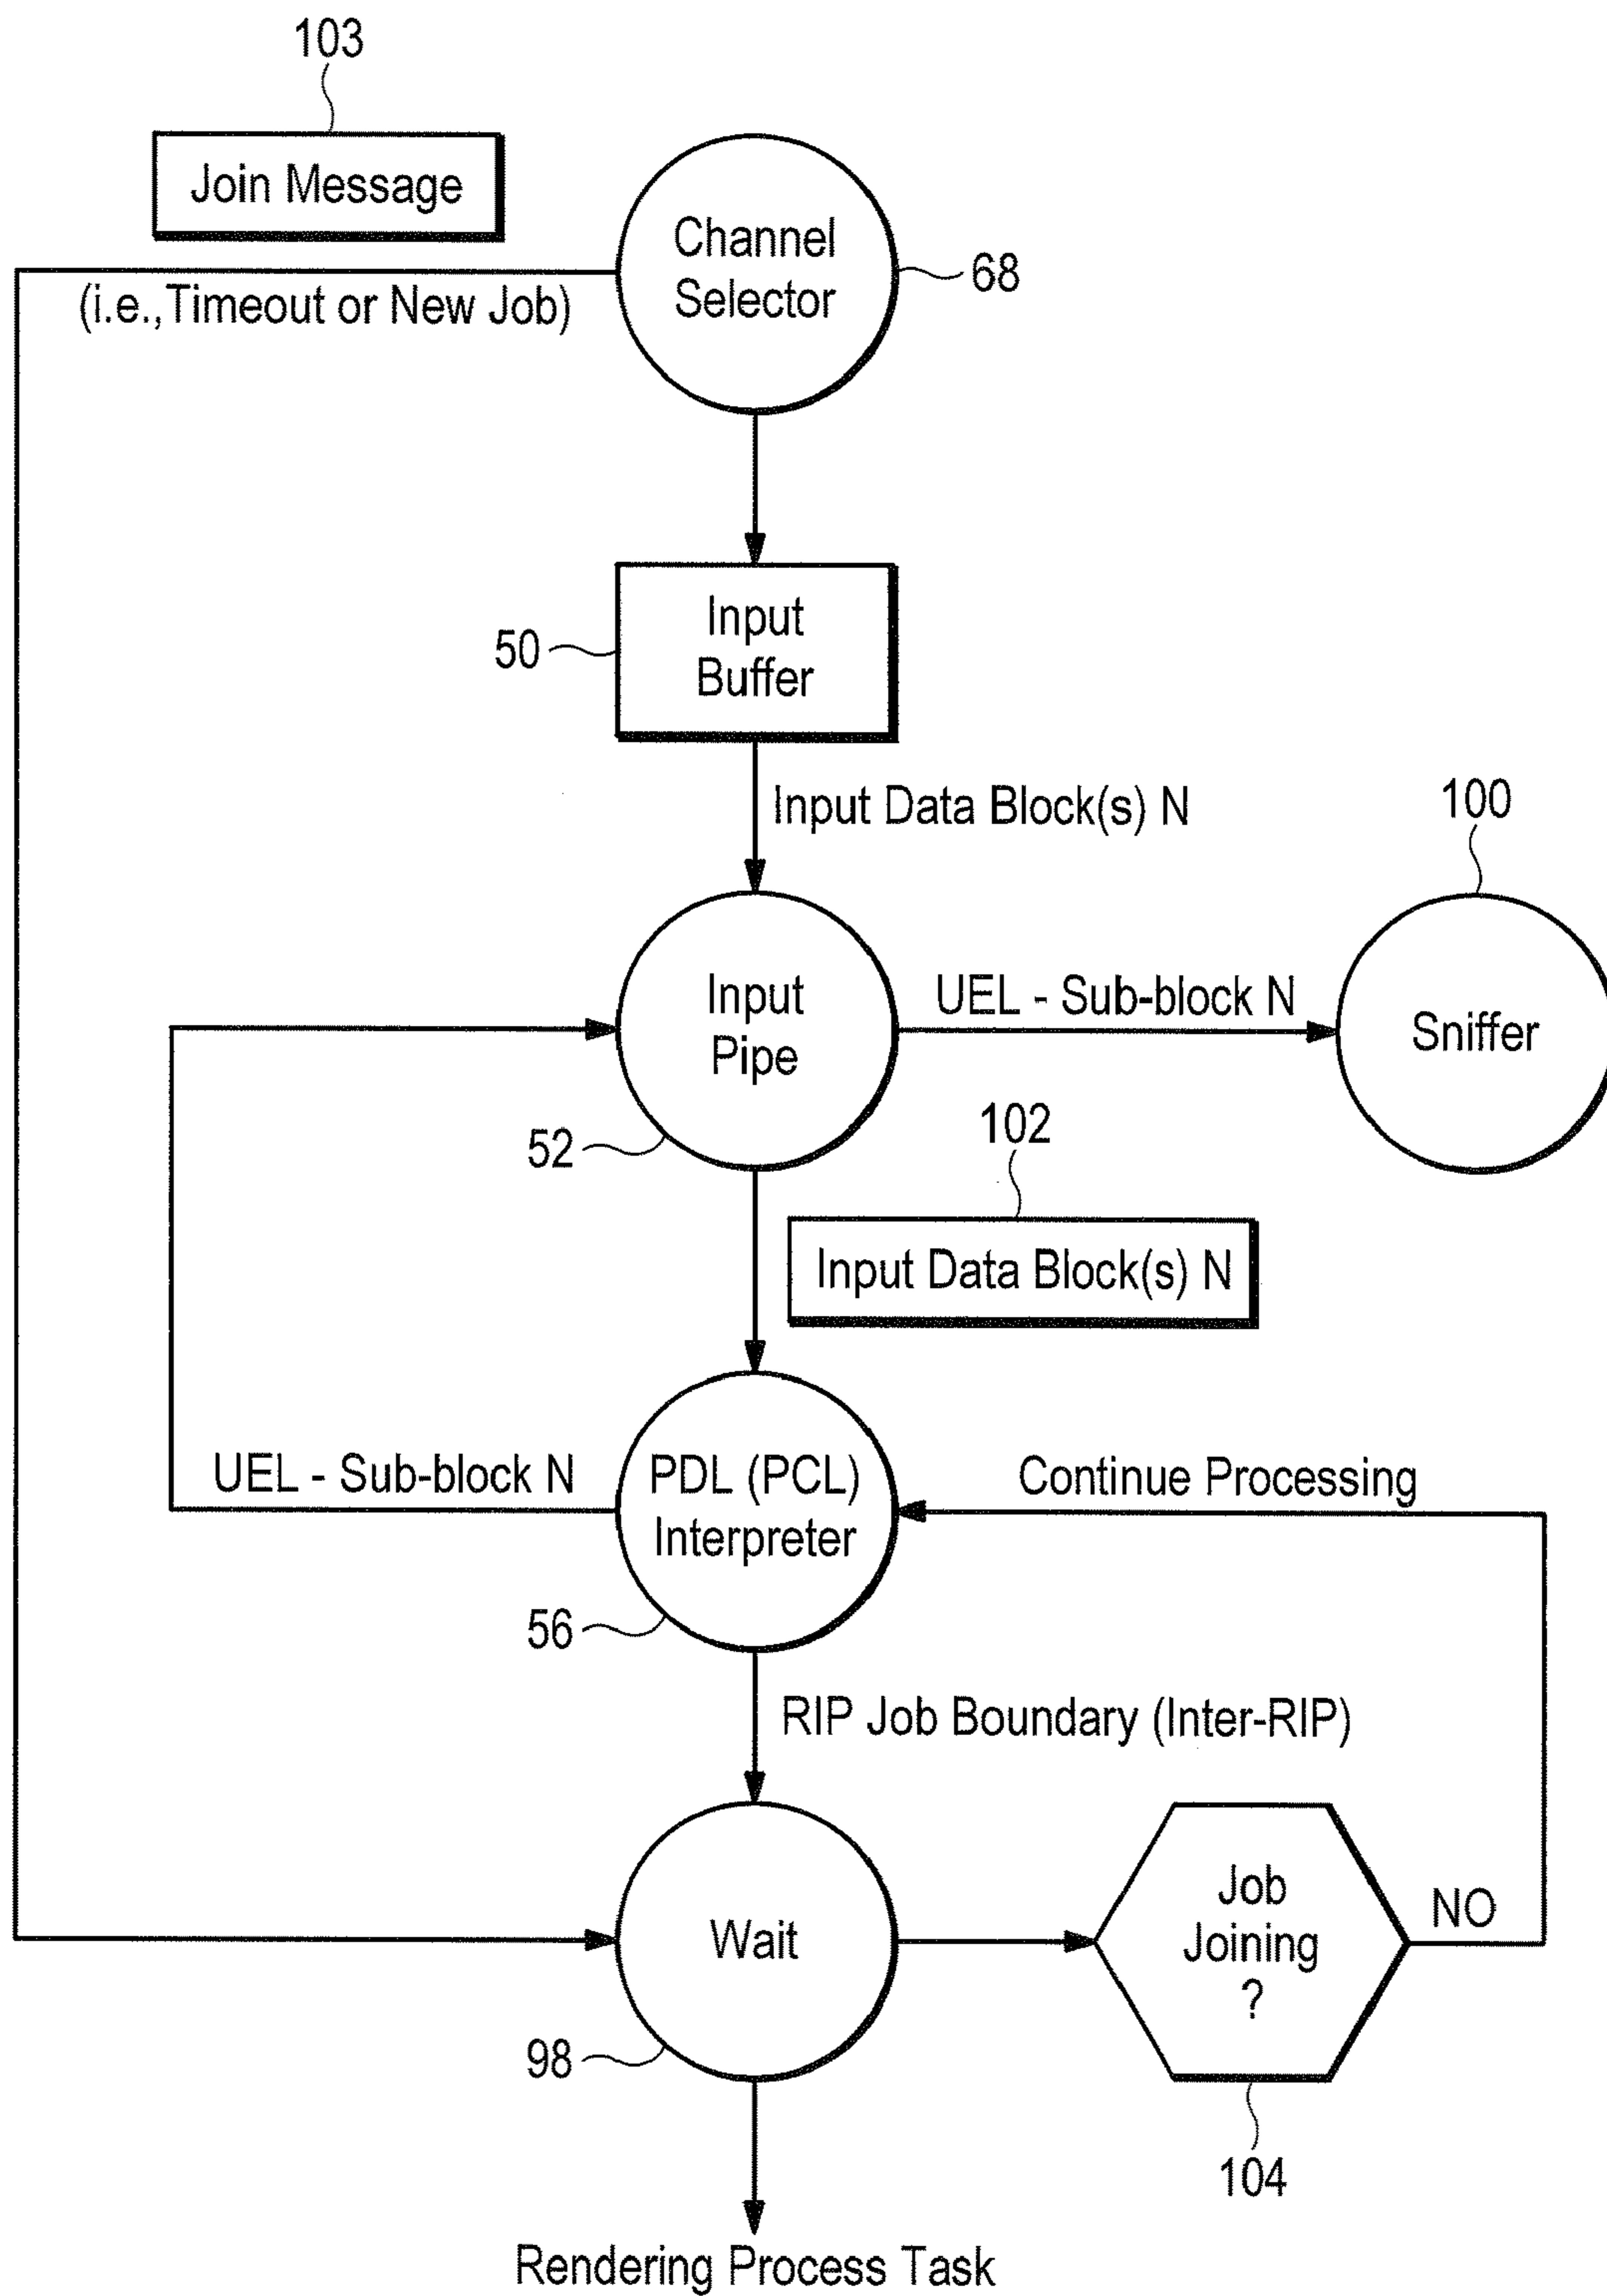 103
Join Message
Channel
Selector
68
(i.e.,Timeout or New Job)
Input
Buffer
50
Input Data Block(s) N
100
Input
Pipe
UEL - Sub-block N
Sniffer
52
102
Input Data Block(s) N
UEL - Sub-block N
PDL (PCL)
Interpreter
Continue Processing
56
RIP Job Boundary (Inter-RIP)
Wait
Job
Joining
?
NO
98
104
Rendering Process Task